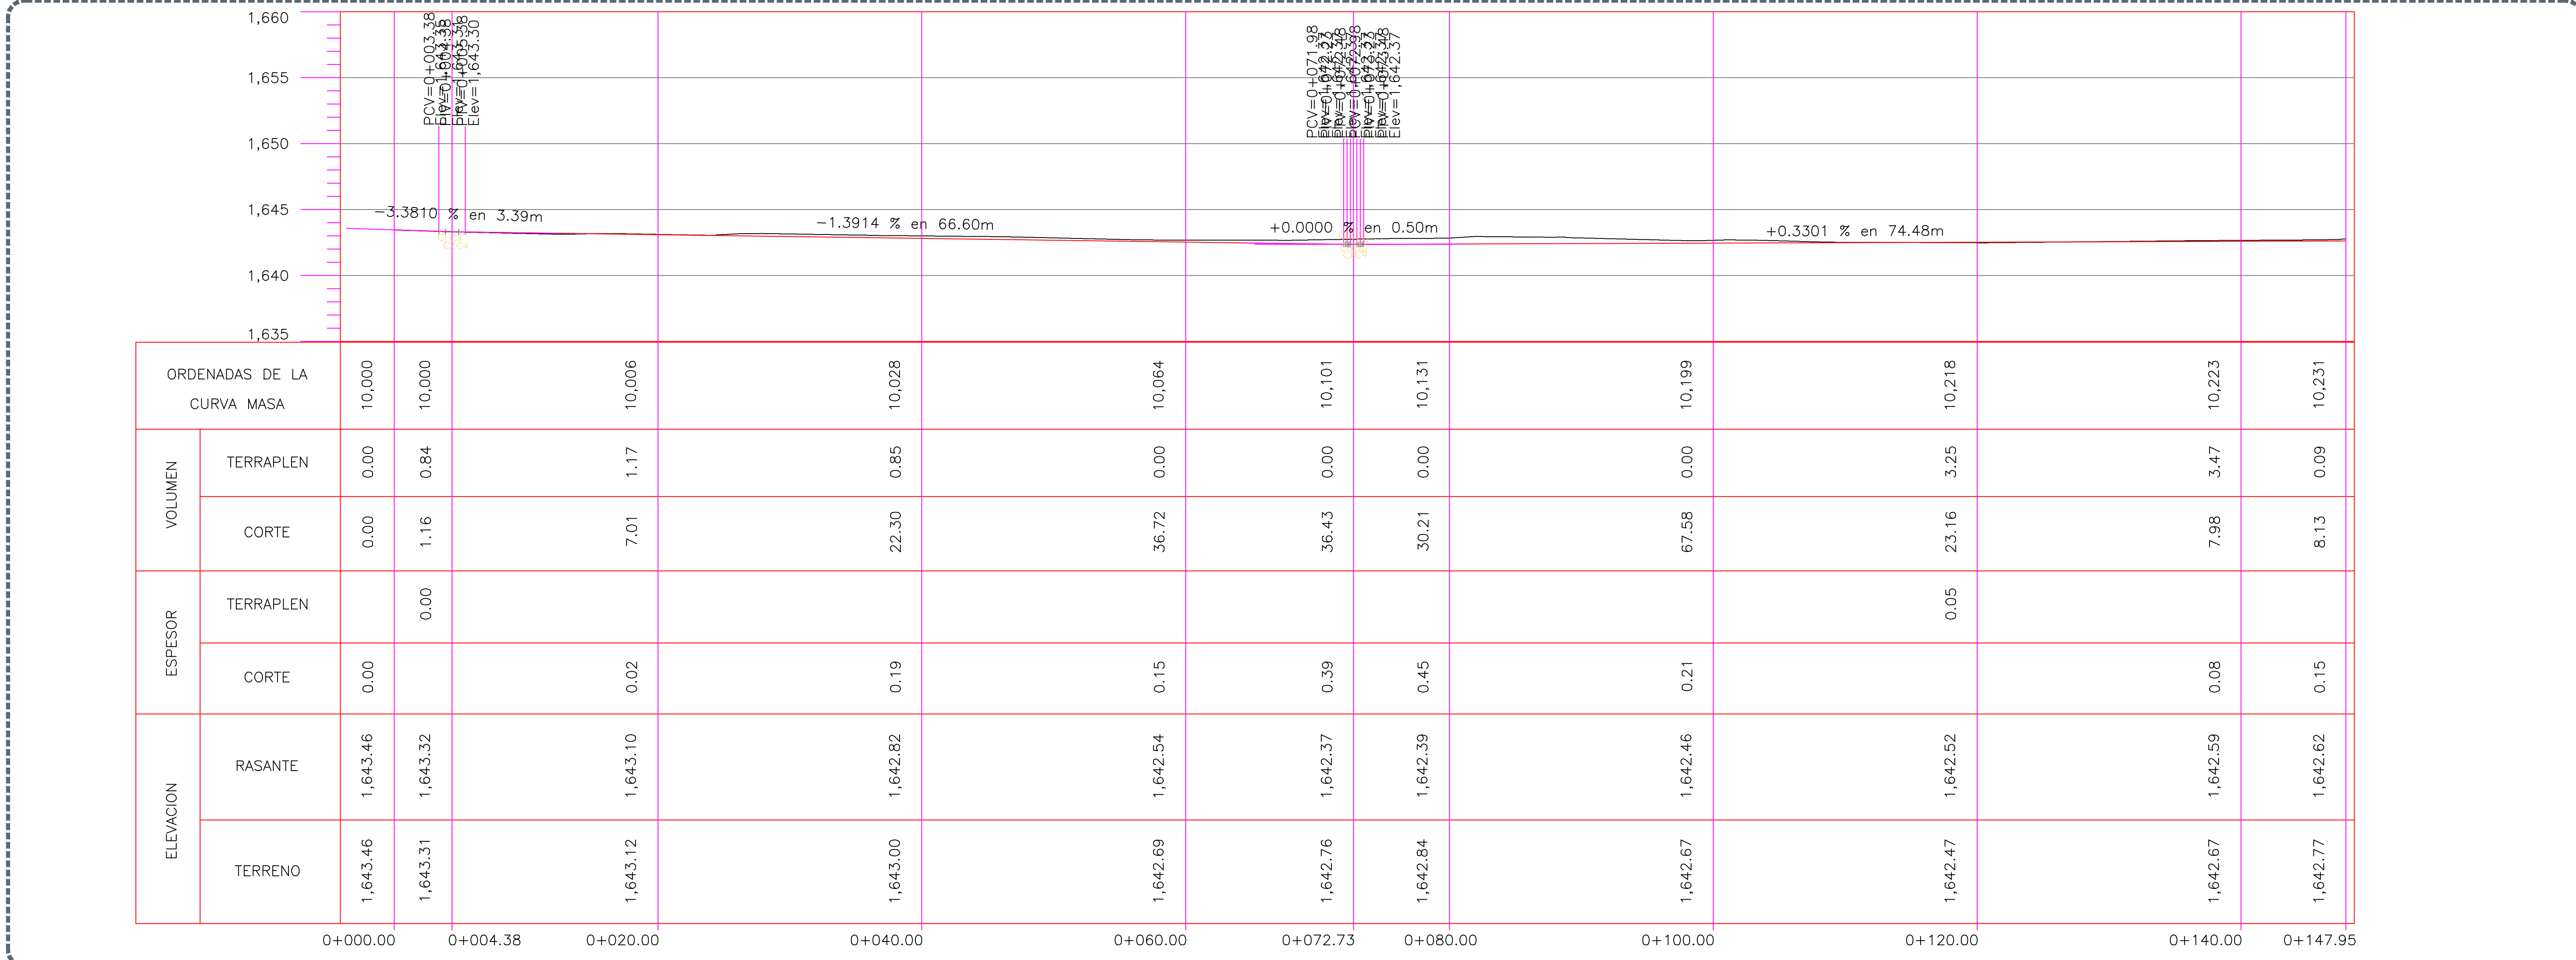 1,660
1,655
1,650
1,645
1,640
1,635
PCV=0+003.38
Elev=1,643.30
PCV=0+071.98
Elev=1,642.37
-3.3810 % en 3.39m
-1.3914 % en 66.60m
+0.0000 % en 0.50m
+0.3301 % en 74.48m
ORDENADAS DE LA
CURVA MASA
10,000 10,000 10,006 10,028 10,064 10,101 10,131 10,199 10,218 10,223 10,231
VOLUMEN
TERRAPLEN 0.00 0.84 1.17 0.85 0.00 0.00 0.00 0.00 3.25 3.47 0.09
CORTE 0.00 1.16 7.01 22.30 36.72 36.43 30.21 67.58 23.16 7.98 8.13
ESPESOR
TERRAPLEN 0.00 0.05
CORTE 0.00 0.02 0.19 0.15 0.39 0.45 0.21 0.08 0.15
ELEVACION
RASANTE 1,643.46 1,643.32 1,643.10 1,642.82 1,642.54 1,642.37 1,642.39 1,642.46 1,642.52 1,642.59 1,642.62
TERRENO 1,643.46 1,643.31 1,643.12 1,643.00 1,642.69 1,642.76 1,642.84 1,642.67 1,642.47 1,642.67 1,642.77
0+000.00 0+004.38 0+020.00 0+040.00 0+060.00 0+072.73 0+080.00 0+100.00 0+120.00 0+140.00 0+147.95